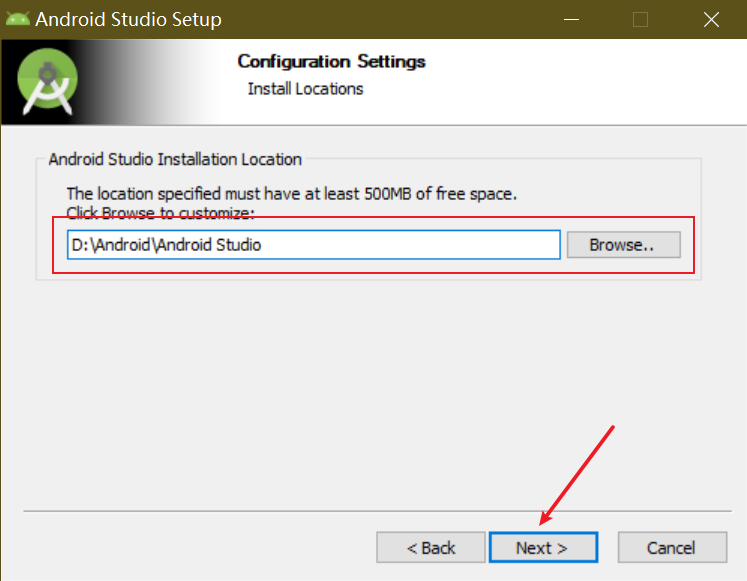 Android Studio Setup
Configuration Settings
Install Locations
Android Studio Installation Location
The location specified must have at least 500MB of free space.
Click Browse to customize:
D:\Android\Android Studio
Browse..
< Back
Next >
Cancel